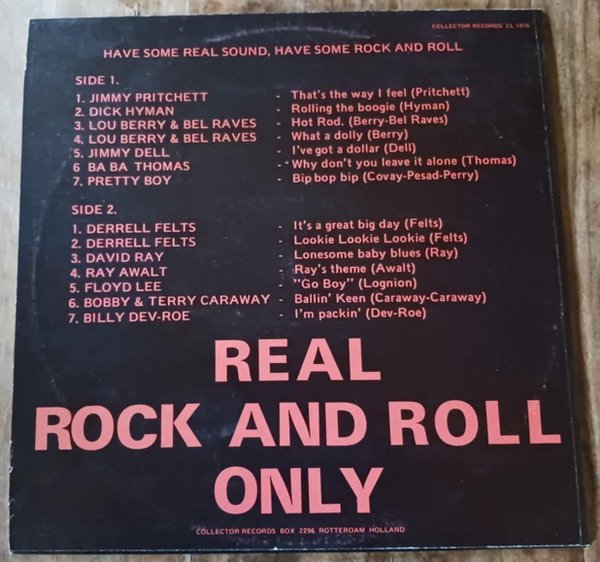 COLLECTOR RECORDS CL 1016
HAVE SOME REAL SOUND, HAVE SOME ROCK AND ROLL
SIDE 1.
1. JIMMY PRITCHETT - That's the way I feel (Pritchett)
2. DICK HYMAN - Rolling the boogie (Hyman)
3. LOU BERRY & BEL RAVES - Hot Rod. (Berry-Bel Raves)
4. LOU BERRY & BEL RAVES - What a dolly (Berry)
5. JIMMY DELL - I've got a dollar (Dell)
6 BA BA THOMAS - Why don't you leave it alone (Thomas)
7. PRETTY BOY - Bip bop bip (Covay-Pesad-Perry)
SIDE 2.
1. DERRELL FELTS - It's a great big day (Felts)
2. DERRELL FELTS - Lookie Lookie Lookie (Felts)
3. DAVID RAY - Lonesome baby blues (Ray)
4. RAY AWALT - Ray's theme (Awalt)
5. FLOYD LEE - "Go Boy" (Lognion)
6. BOBBY & TERRY CARAWAY - Ballin' Keen (Caraway-Caraway)
7. BILLY DEV-ROE - I'm packin' (Dev-Roe)
REAL
ROCK AND ROLL
ONLY
COLLECTOR RECORDS BOX 2296 ROTTERDAM HOLLAND